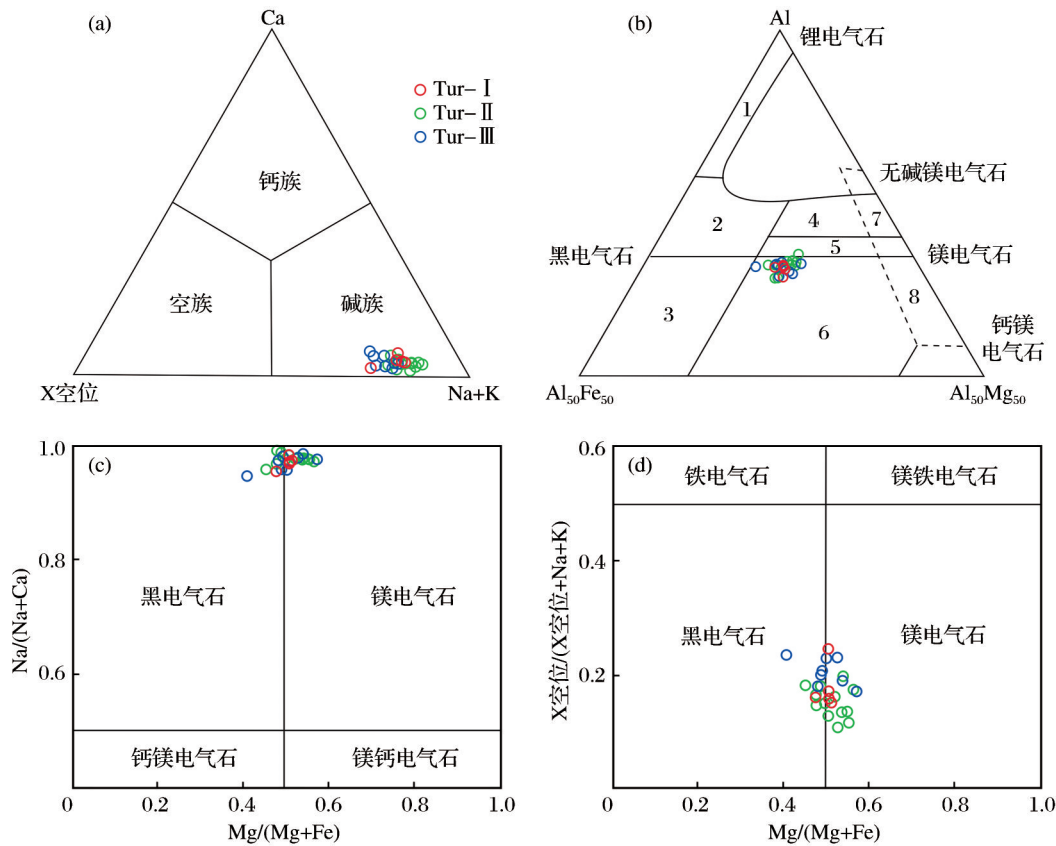 (a)
Ca
Tur-Ⅰ
Tur-Ⅱ
Tur-Ⅲ
钙族
空族
碱族
X空位
Na+K
(b)
Al
锂电气石
1
无碱镁电气石
2
4
7
5
黑电气石
镁电气石
8
3
6
钙镁
电气石
Al₅₀Fe₅₀
Al₅₀Mg₅₀
(c)
1.0
0.8
0.6
Na/(Na+Ca)
黑电气石
镁电气石
钙镁电气石
镁钙电气石
0
0.2
0.4
0.6
0.8
1.0
Mg/(Mg+Fe)
(d)
0.6
0.4
0.2
X空位/(X空位+Na+K)
铁电气石
镁铁电气石
黑电气石
镁电气石
0
0.2
0.4
0.6
0.8
1.0
Mg/(Mg+Fe)